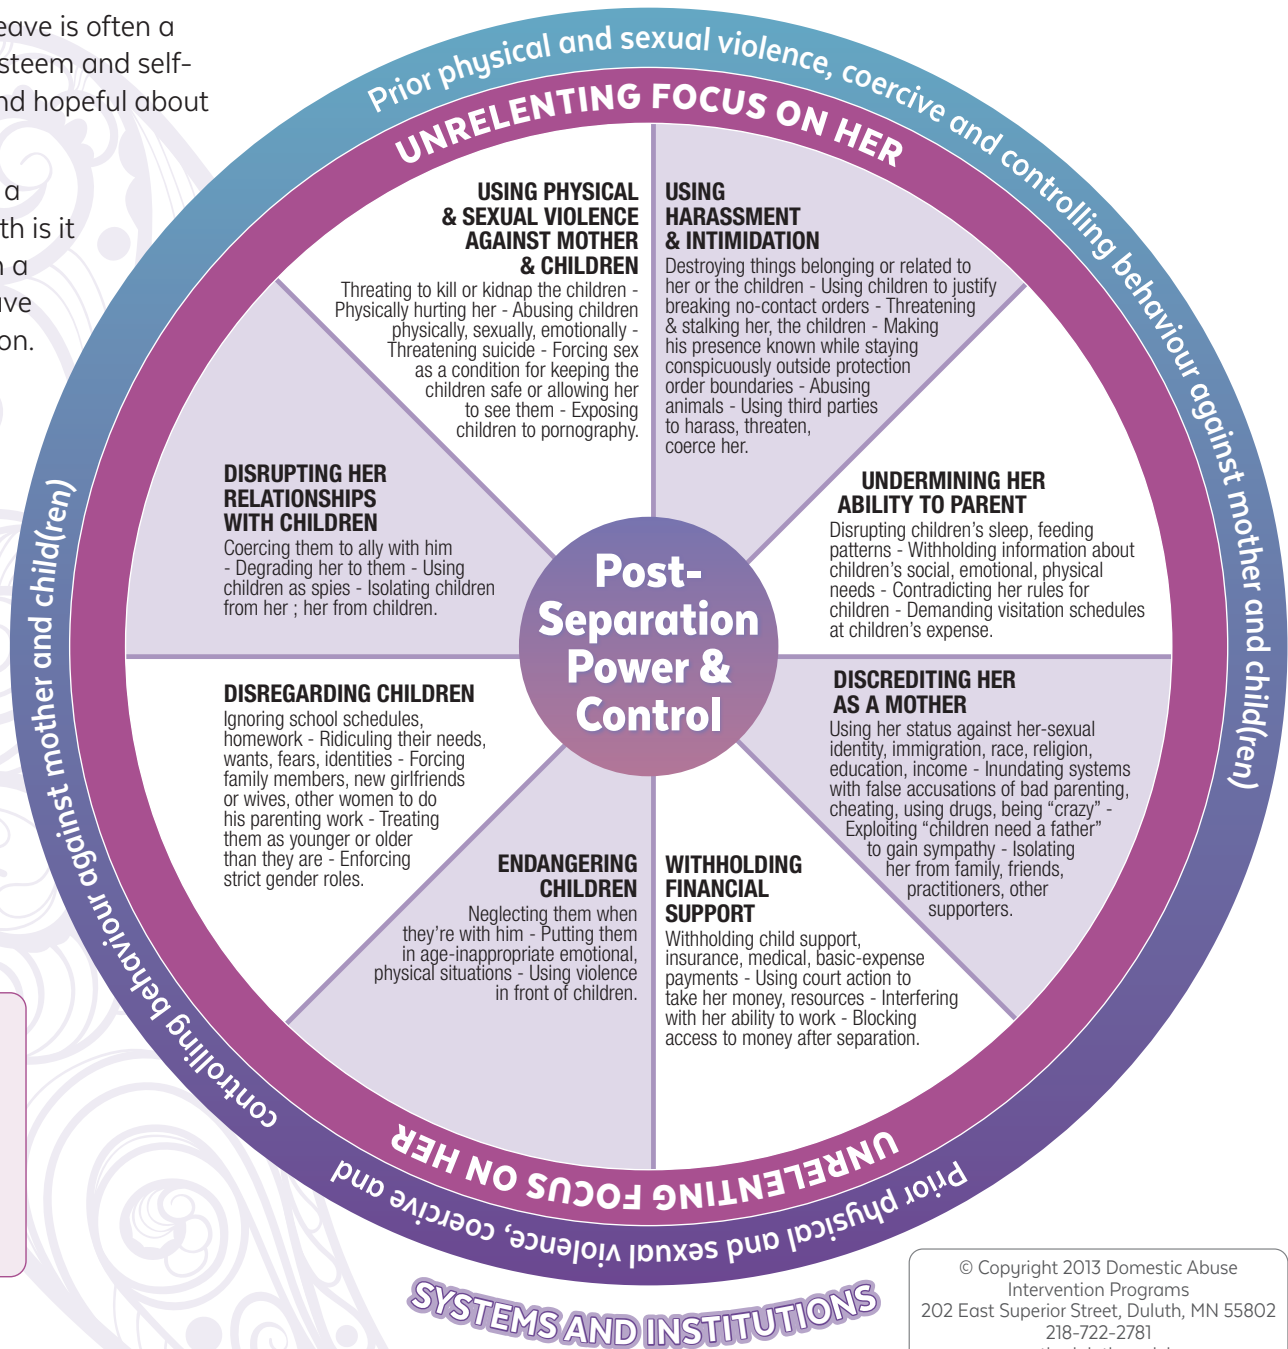 eave is often a
steem and self-
nd hopeful about
a
th is it
n a
ave
on.
Prior physical and sexual violence, coercive and controlling behaviour against mother and child(ren)
UNRELENTING FOCUS ON HER
USING PHYSICAL
& SEXUAL VIOLENCE
AGAINST MOTHER
& CHILDREN
Threating to kill or kidnap the children -
Physically hurting her - Abusing children
physically, sexually, emotionally -
Threatening suicide - Forcing sex
as a condition for keeping the
children safe or allowing her
to see them - Exposing
children to pornography.
USING
HARASSMENT
& INTIMIDATION
Destroying things belonging or related to
her or the children - Using children to justify
breaking no-contact orders - Threatening
& stalking her, the children - Making
his presence known while staying
conspicuously outside protection
order boundaries - Abusing
animals - Using third parties
to harass, threaten,
coerce her.
UNDERMINING HER
ABILITY TO PARENT
Disrupting children’s sleep, feeding
patterns - Withholding information about
children’s social, emotional, physical
needs - Contradicting her rules for
children - Demanding visitation schedules
at children’s expense.
DISCREDITING HER
AS A MOTHER
Using her status against her-sexual
identity, immigration, race, religion,
education, income - Inundating systems
with false accusations of bad parenting,
cheating, using drugs, being “crazy” -
Exploiting “children need a father”
to gain sympathy - Isolating
her from family, friends,
practitioners, other
supporters.
WITHHOLDING
FINANCIAL
SUPPORT
Withholding child support,
insurance, medical, basic-expense
payments - Using court action to
take her money, resources - Interfering
with her ability to work - Blocking
access to money after separation.
ENDANGERING
CHILDREN
Neglecting them when
they’re with him - Putting them
in age-inappropriate emotional,
physical situations - Using violence
in front of children.
DISREGARDING CHILDREN
Ignoring school schedules,
homework - Ridiculing their needs,
wants, fears, identities - Forcing
family members, new girlfriends
or wives, other women to do
his parenting work - Treating
them as younger or older
than they are - Enforcing
strict gender roles.
DISRUPTING HER
RELATIONSHIPS
WITH CHILDREN
Coercing them to ally with him
- Degrading her to them - Using
children as spies - Isolating children
from her ; her from children.
Post-
Separation
Power &
Control
UNRELENTING FOCUS ON HER
Prior physical and sexual violence, coercive and controlling behaviour against mother and child(ren)
SYSTEMS AND INSTITUTIONS
© Copyright 2013 Domestic Abuse
Intervention Programs
202 East Superior Street, Duluth, MN 55802
218-722-2781